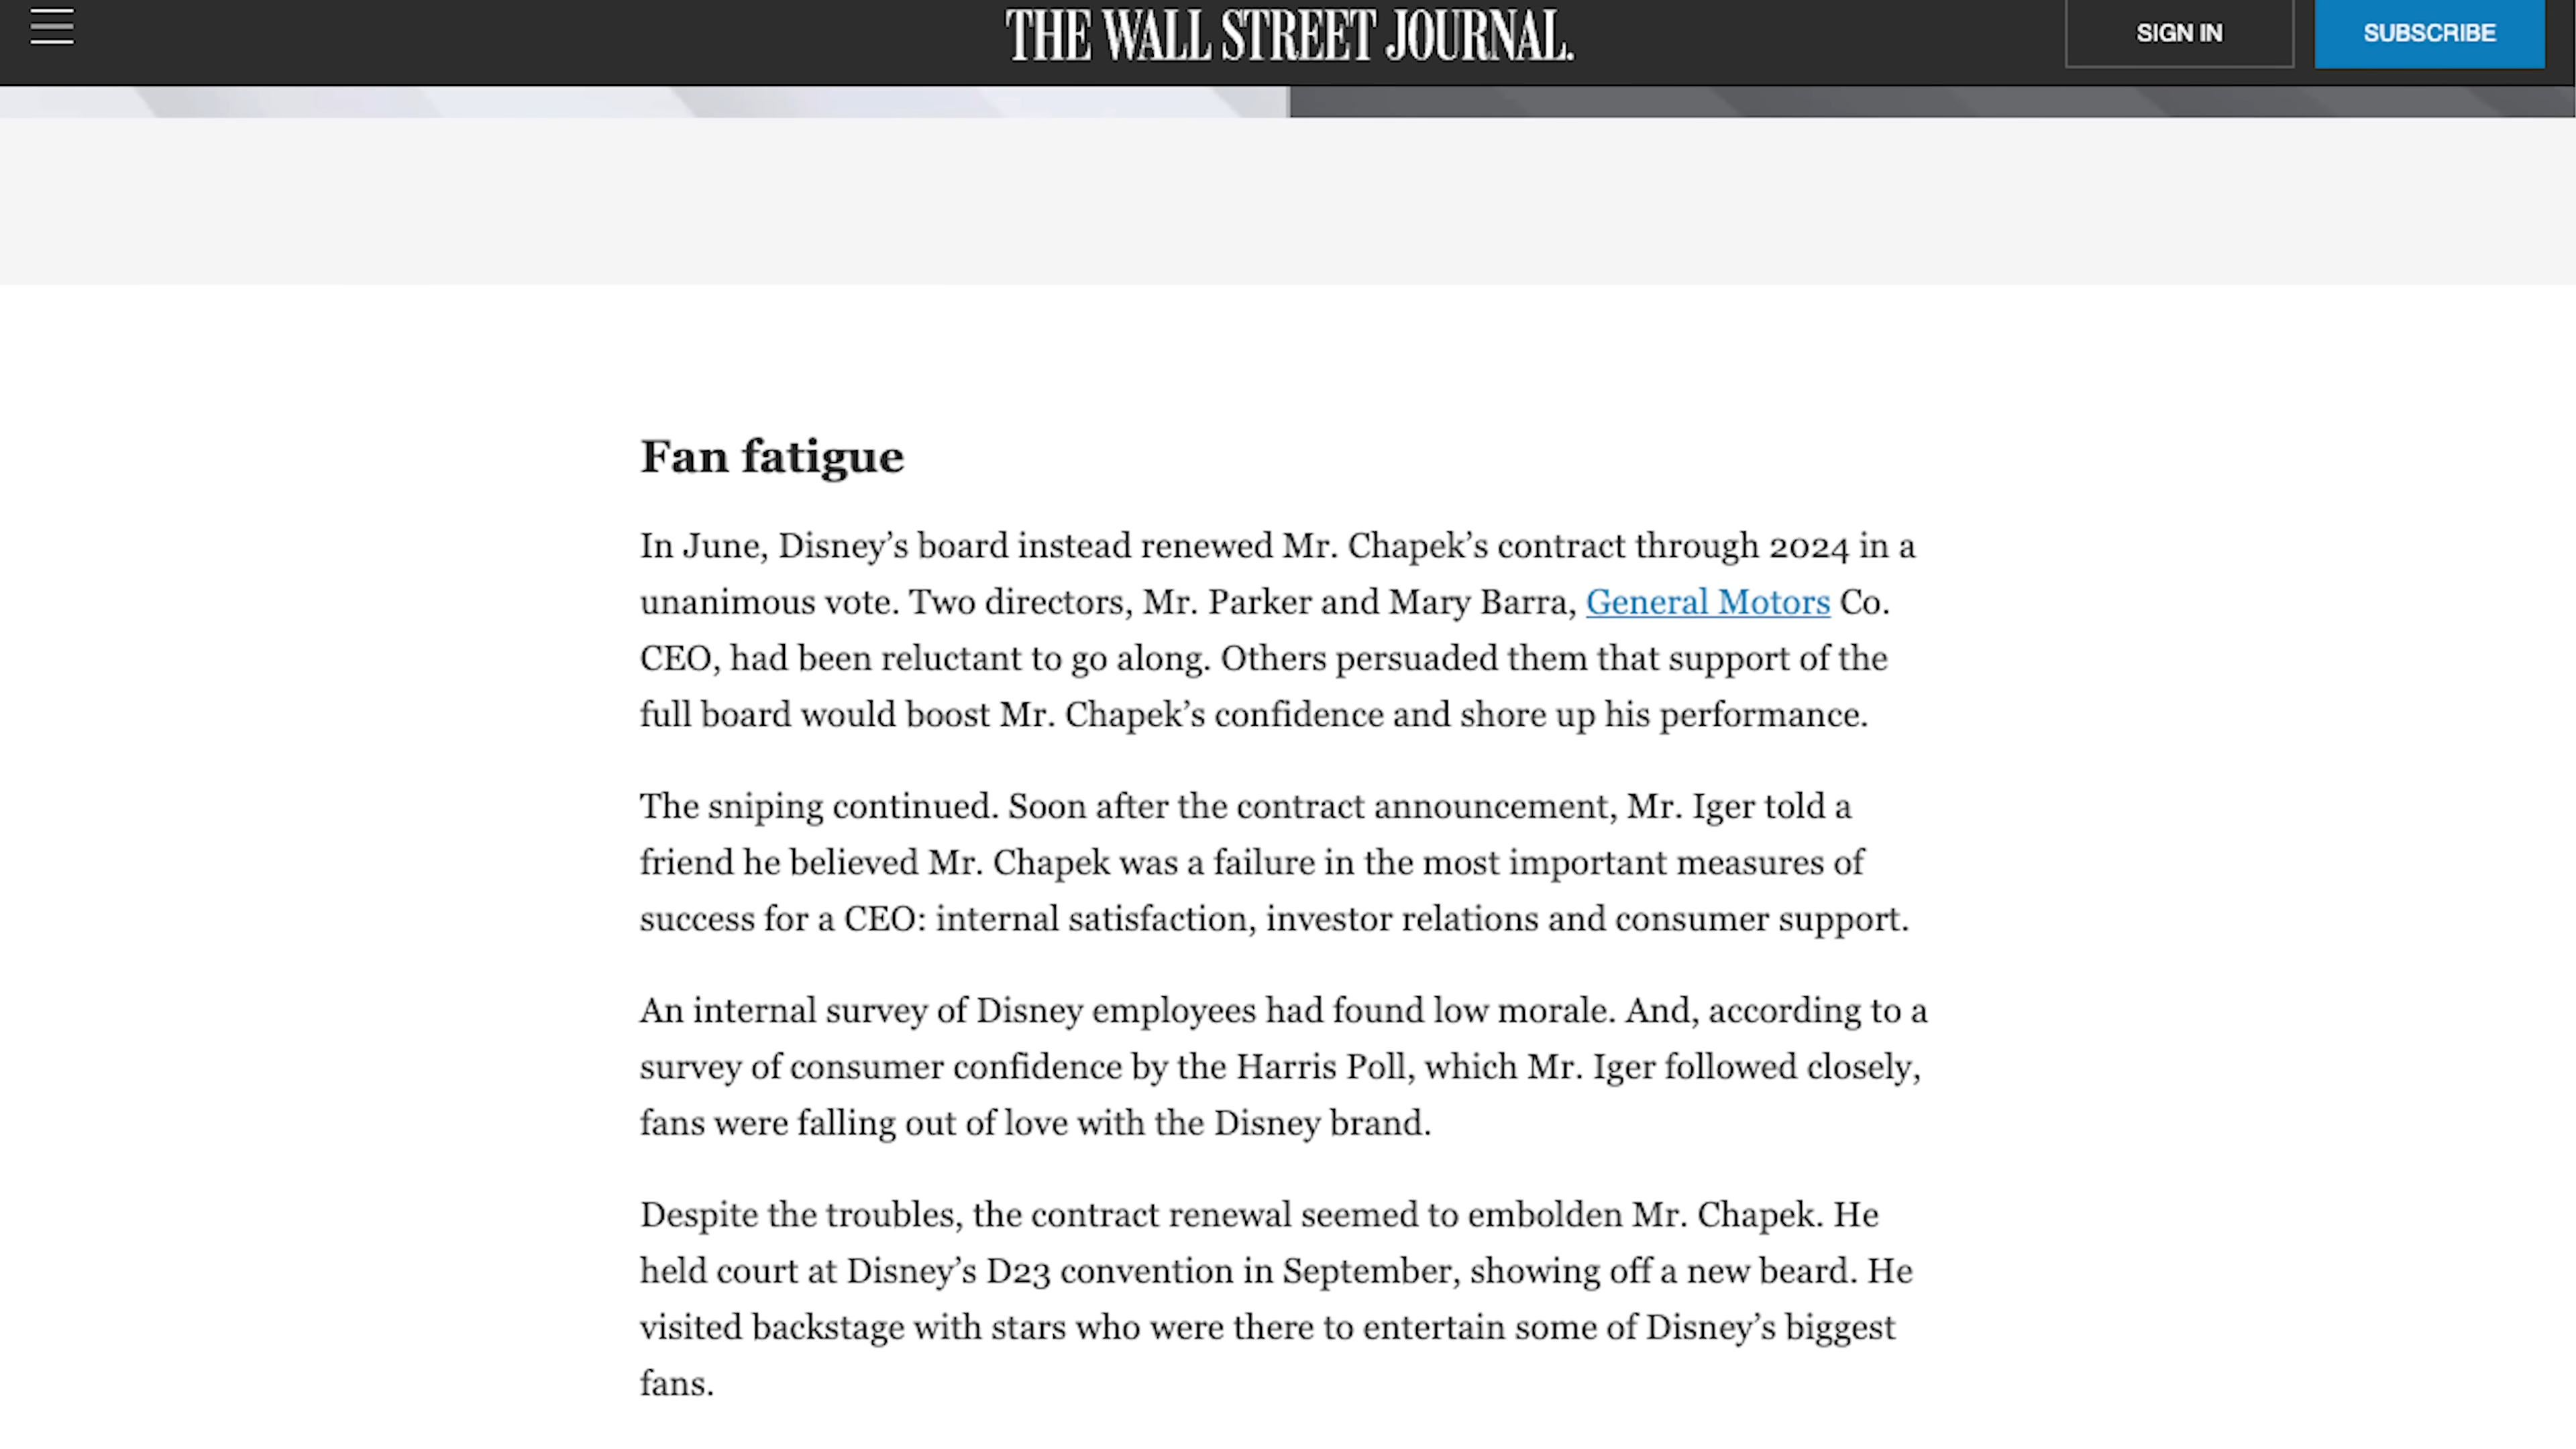 THE WALL STREET JOURNAL.
SIGN IN
SUBSCRIBE
Fan fatigue
In June, Disney’s board instead renewed Mr. Chapek’s contract through 2024 in a
unanimous vote. Two directors, Mr. Parker and Mary Barra, General Motors Co.
CEO, had been reluctant to go along. Others persuaded them that support of the
full board would boost Mr. Chapek’s confidence and shore up his performance.
The sniping continued. Soon after the contract announcement, Mr. Iger told a
friend he believed Mr. Chapek was a failure in the most important measures of
success for a CEO: internal satisfaction, investor relations and consumer support.
An internal survey of Disney employees had found low morale. And, according to a
survey of consumer confidence by the Harris Poll, which Mr. Iger followed closely,
fans were falling out of love with the Disney brand.
Despite the troubles, the contract renewal seemed to embolden Mr. Chapek. He
held court at Disney’s D23 convention in September, showing off a new beard. He
visited backstage with stars who were there to entertain some of Disney’s biggest
fans.